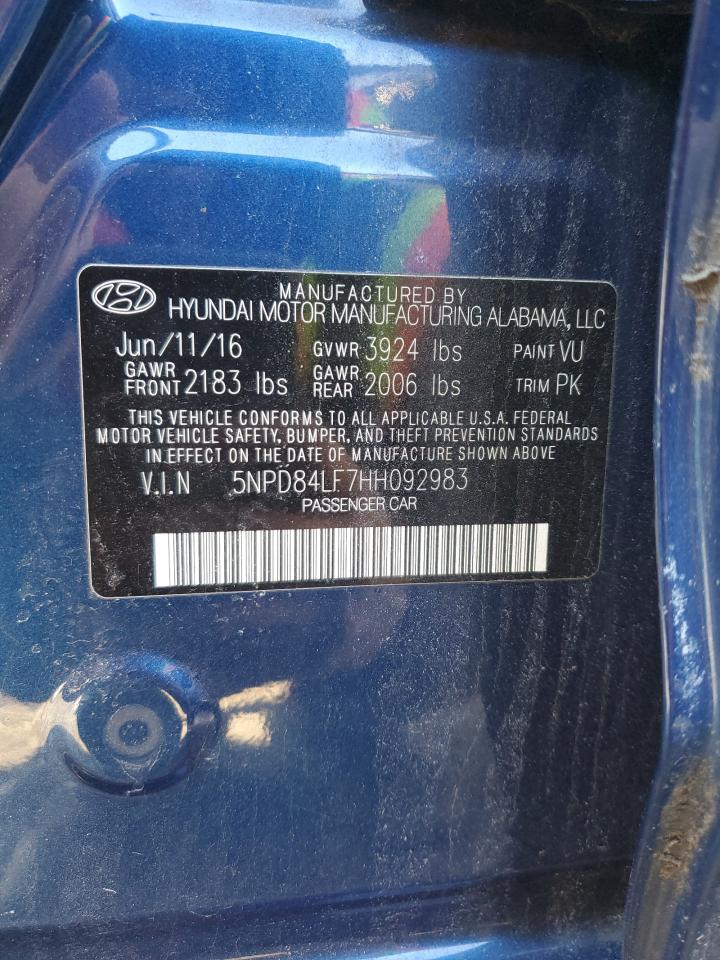 MANUFACTURED BY
HYUNDAI MOTOR MANUFACTURING ALABAMA, LLC
Jun/11/16 GVWR 3924 lbs PAINT VU
GAWR FRONT 2183 lbs GAWR REAR 2006 lbs TRIM PK
THIS VEHICLE CONFORMS TO ALL APPLICABLE U.S.A. FEDERAL
MOTOR VEHICLE SAFETY, BUMPER, AND THEFT PREVENTION STANDARDS
IN EFFECT ON THE DATE OF MANUFACTURE SHOWN ABOVE
V.I.N 5NPD84LF7HH092983
PASSENGER CAR